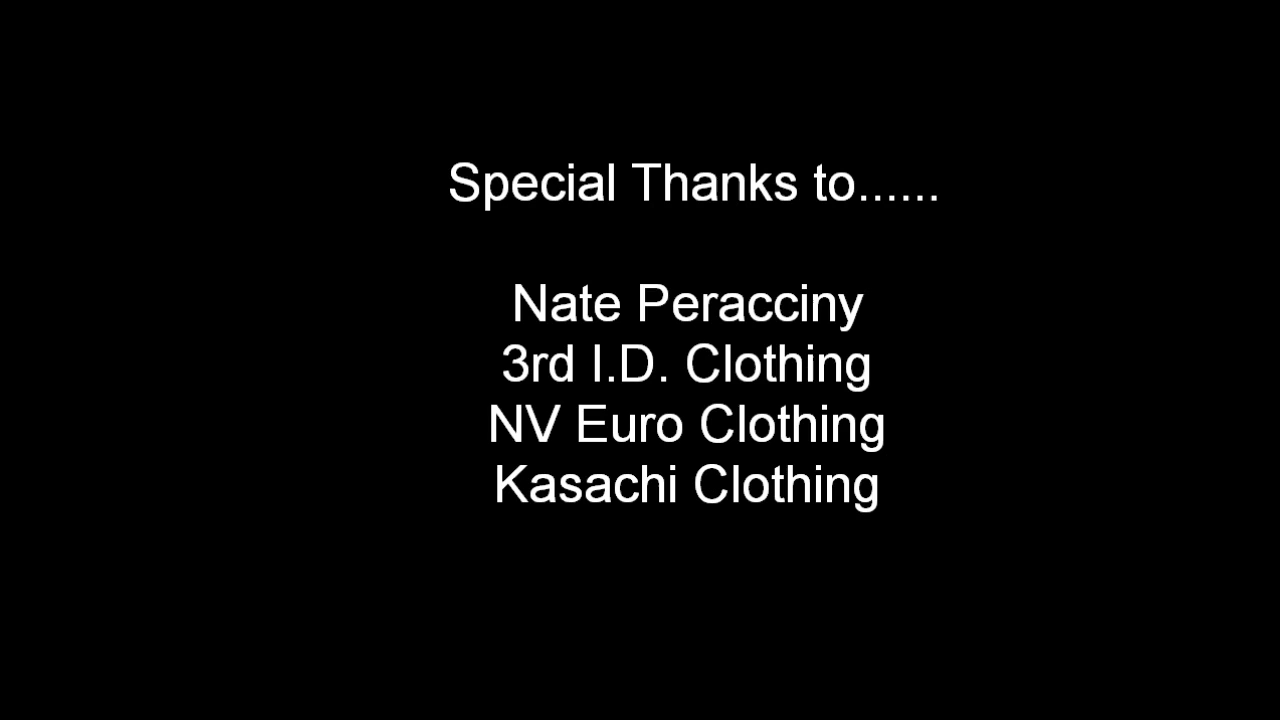 Special Thanks to......
Nate Peracciny
3rd I.D. Clothing
NV Euro Clothing
Kasachi Clothing